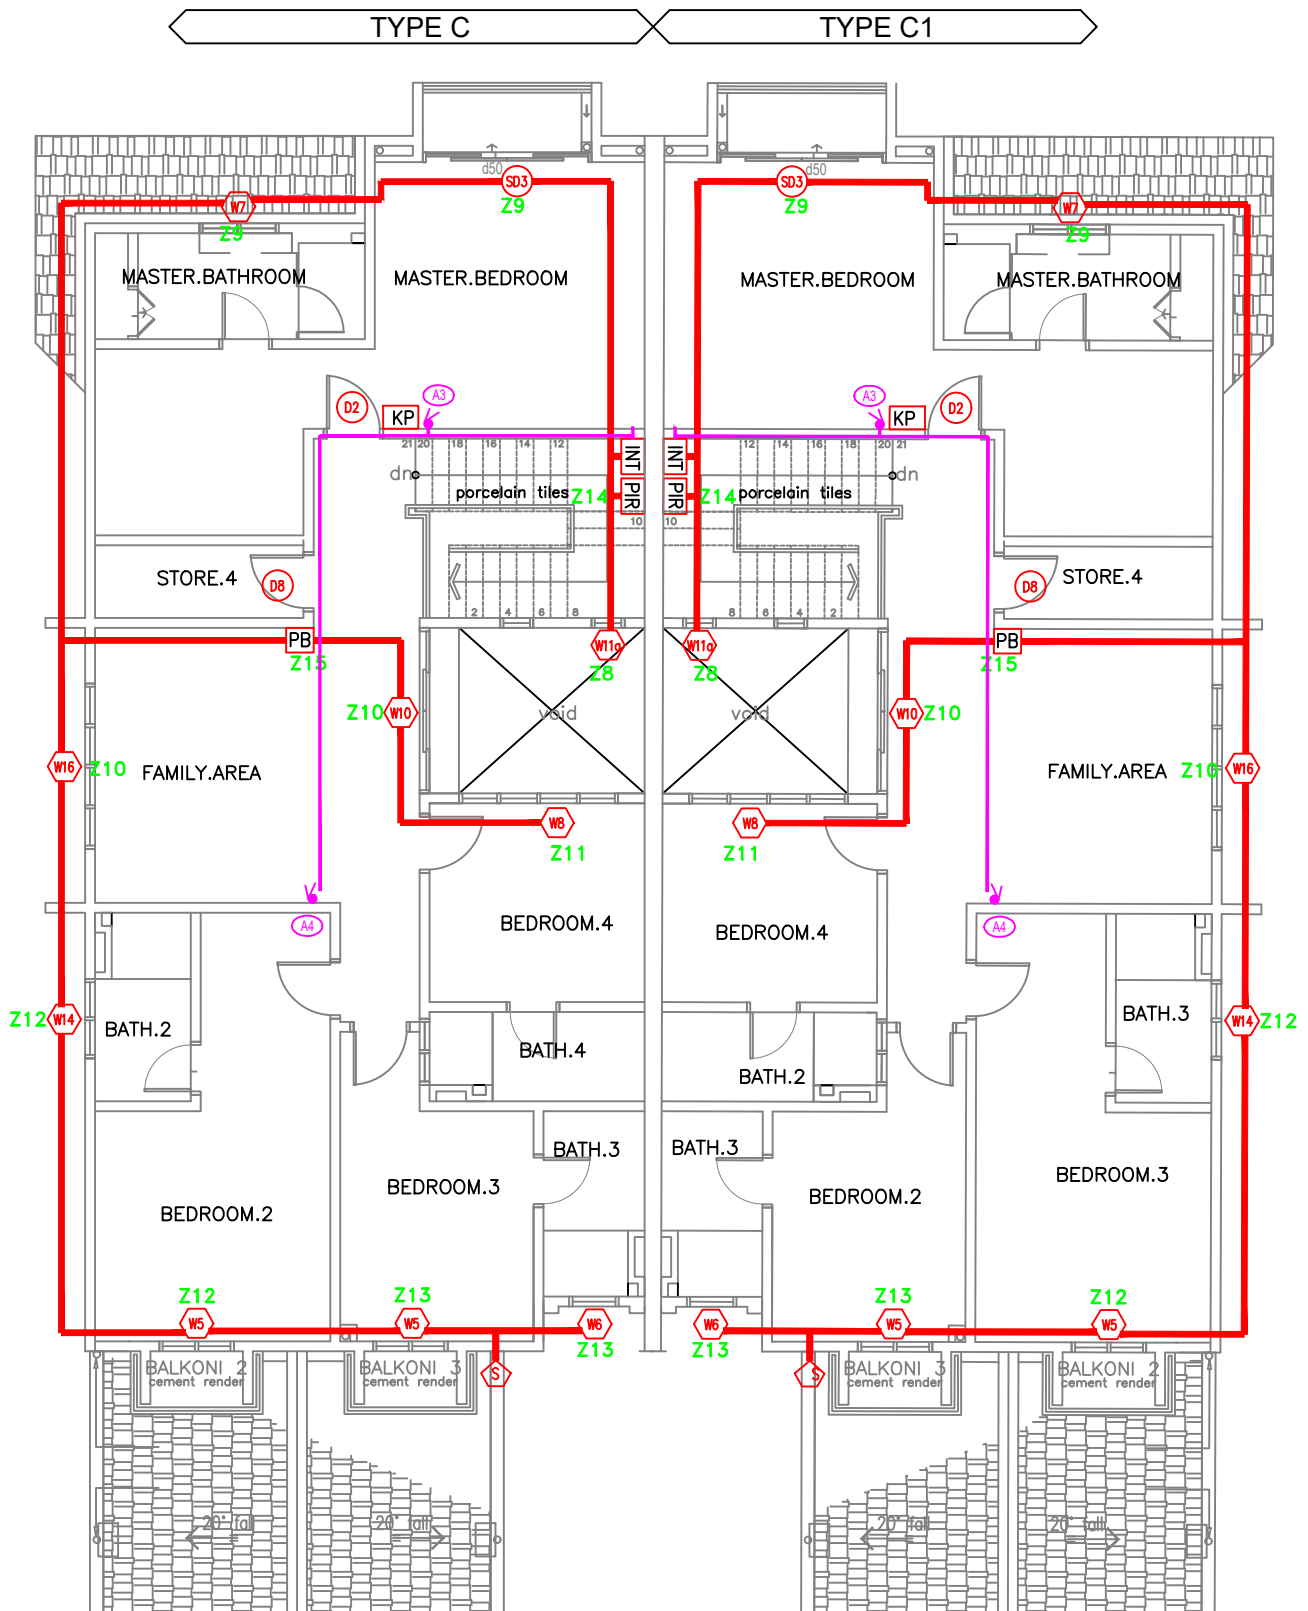 TYPE C TYPE C1
d50 d50
SD3 SD3
W7 Z9 Z9 W7
Z9 Z9
MASTER.BATHROOM MASTER.BEDROOM MASTER.BEDROOM MASTER.BATHROOM
A3 A3
D2 KP KP D2
21 20 18 16 14 12 12 14 16 18 20 21
INT INT
dn dn
porcelain tiles Z14 PIR PIR Z14 porcelain tiles
10 10
STORE.4 D8 D8 STORE.4
2 4 6 8 8 6 4 2
PB W11a W11a PB
Z15 Z8 Z8 Z15
Z10 W10 void void W10 Z10
W16 Z10 FAMILY.AREA FAMILY.AREA Z10 W16
W8 W8
Z11 Z11
A4 BEDROOM.4 BEDROOM.4 A4
Z12 W14 BATH.2 BATH.3 W14 Z12
BATH.4 BATH.2
BATH.3 BATH.3
BEDROOM.2 BEDROOM.3 BEDROOM.2 BEDROOM.3
Z12 Z13 Z13 Z12
W5 W5 W6 W6 W5 W5
Z13 Z13
BALKONI 2 BALKONI 3 S S BALKONI 3 BALKONI 2
cement render cement render cement render cement render
20° fall 20° fall 20° fall 20° fall